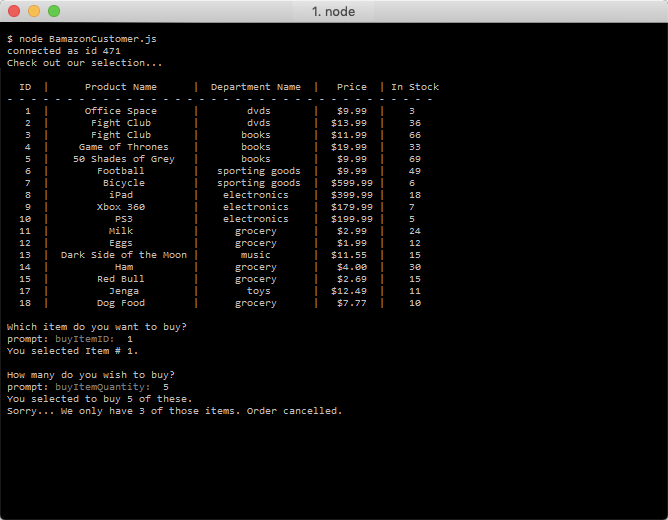 1. node
$ node BamazonCustomer.js
connected as id 471
Check out our selection...
ID | Product Name | Department Name | Price | In Stock
- - - - - - - - - - - - - - - - - - - - - - - - - - - - - - - - - - - -
1 | Office Space | dvds | $9.99 | 3
2 | Fight Club | dvds | $13.99 | 36
3 | Fight Club | books | $11.99 | 66
4 | Game of Thrones | books | $19.99 | 33
5 | 50 Shades of Grey | books | $9.99 | 69
6 | Football | sporting goods | $9.99 | 49
7 | Bicycle | sporting goods | $599.99 | 6
8 | iPad | electronics | $399.99 | 18
9 | Xbox 360 | electronics | $179.99 | 7
10 | PS3 | electronics | $199.99 | 5
11 | Milk | grocery | $2.99 | 24
12 | Eggs | grocery | $1.99 | 12
13 | Dark Side of the Moon | music | $11.55 | 15
14 | Ham | grocery | $4.00 | 30
15 | Red Bull | grocery | $2.69 | 15
17 | Jenga | toys | $12.49 | 11
18 | Dog Food | grocery | $7.77 | 10
Which item do you want to buy?
prompt: buyItemID:  1
You selected Item # 1.
How many do you wish to buy?
prompt: buyItemQuantity:  5
You selected to buy 5 of these.
Sorry... We only have 3 of those items. Order cancelled.